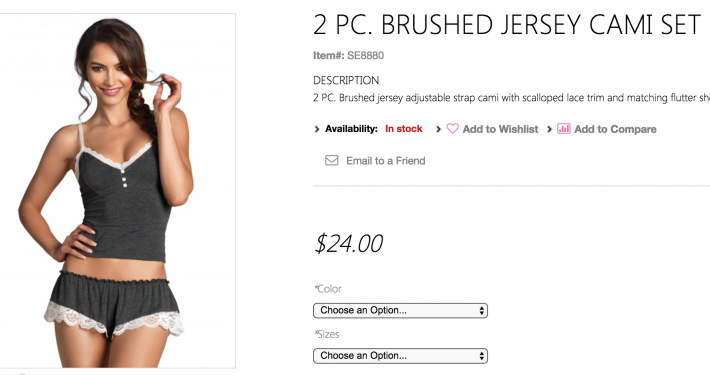 2 PC. BRUSHED JERSEY CAMI SET
Item#: SE8880
DESCRIPTION
2 PC. Brushed jersey adjustable strap cami with scalloped lace trim and matching flutter
Availability: In stock Add to Wishlist Add to Compare
Email to a Friend
$24.00
*Color
Choose an Option...
*Sizes
Choose an Option...